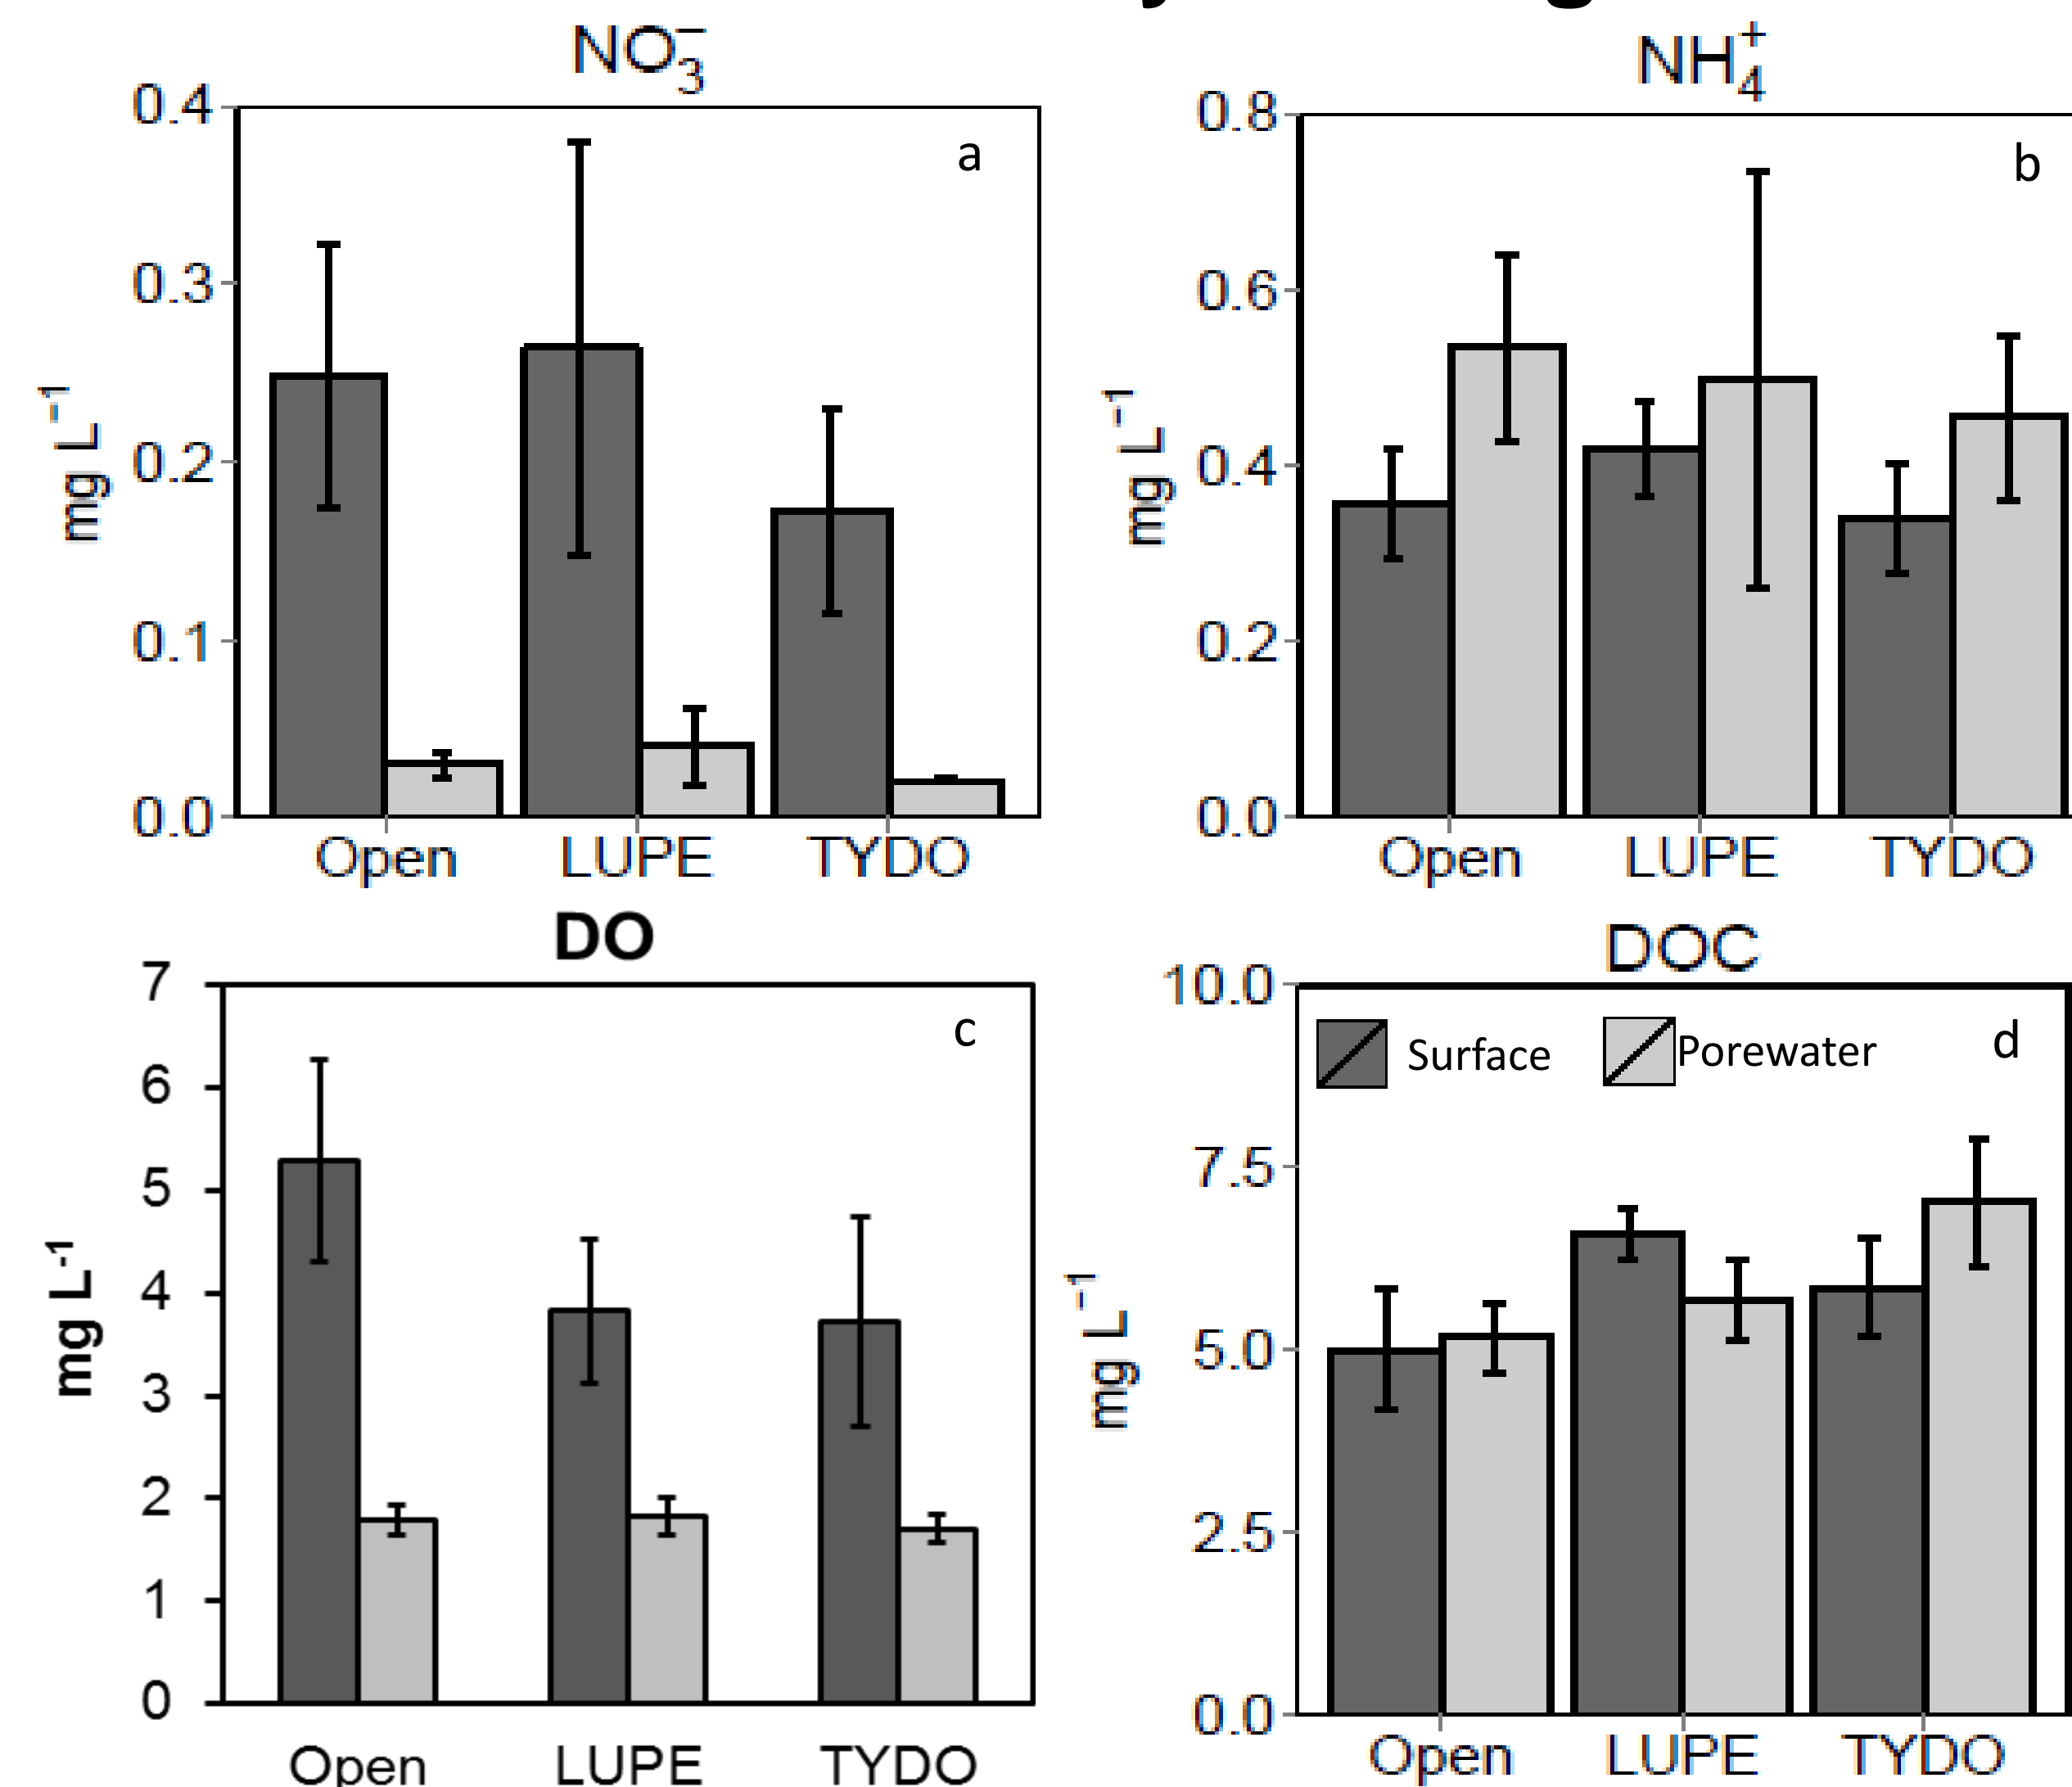 NO₃⁻
0.4
0.3
0.2
0.1
0.0
mg L⁻¹
a
Open LUPE TYDO
NH₄⁺
0.8
0.6
0.4
0.2
0.0
mg L⁻¹
b
Open LUPE TYDO
DO
7
6
5
4
3
2
1
0
mg L⁻¹
c
Open LUPE TYDO
DOC
10.0
7.5
5.0
2.5
0.0
mg L⁻¹
Surface Porewater d
Open LUPE TYDO